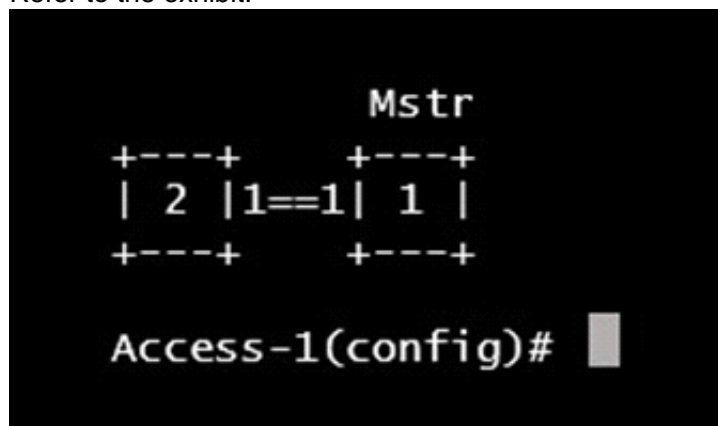 Refer to the exhibit.
Mstr
+---+ +---+
| 2 |1==1| 1 |
+---+ +---+
Access-1(config)#